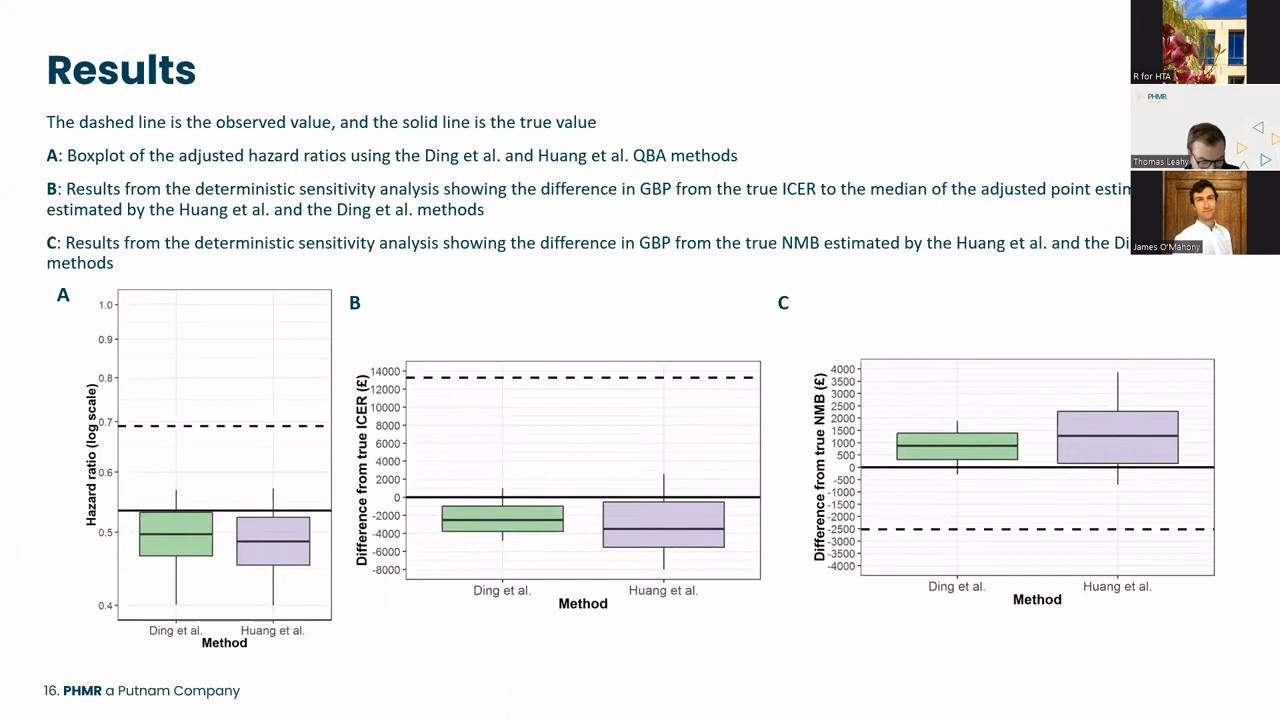 Results
The dashed line is the observed value, and the solid line is the true value
A: Boxplot of the adjusted hazard ratios using the Ding et al. and Huang et al. QBA methods
B: Results from the deterministic sensitivity analysis showing the difference in GBP from the true ICER to the median of the adjusted point
estimated by the Huang et al. and the Ding et al. methods
C: Results from the deterministic sensitivity analysis showing the difference in GBP from the true NMB estimated by the Huang et al. and the
methods
R for HTA
PHMR
Thomas Leahy
James O'Mahony
A
Hazard ratio (log scale)
1.0
0.9
0.8
0.7
0.6
0.5
0.4
Ding et al. Huang et al.
Method
B
Difference from true ICER (£)
14000
12000
10000
8000
6000
4000
2000
0
-2000
-4000
-6000
-8000
Ding et al. Huang et al.
Method
C
Difference from true NMB (£)
4000
3500
3000
2500
2000
1500
1000
500
0
-500
-1000
-1500
-2000
-2500
-3000
-3500
-4000
Ding et al. Huang et al.
Method
16. PHMR a Putnam Company